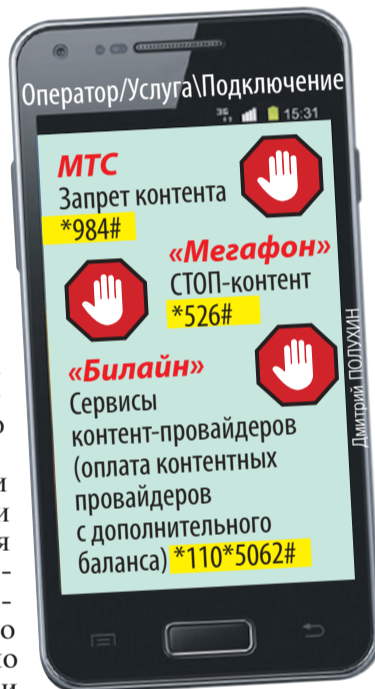 Оператор/Услуга\Подключение
3G 15:31
МТС
Запрет контента
*984#
«Мегафон»
СТОП-контент
*526#
«Билайн»
Сервисы
контент-провайдеров
(оплата контентных
провайдеров
с дополнительного
баланса) *110*5062#
Дмитрий ПОЛУХИН